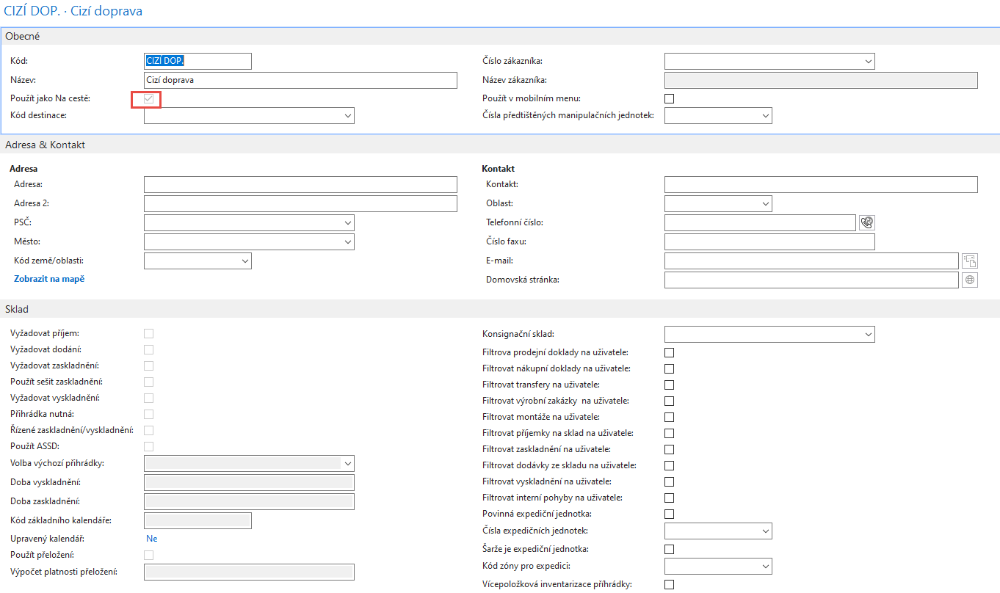 CIZÍ DOP. · Cizí doprava
Obecné
Kód: CIZÍ DOP.
Název: Cizí doprava
Použít jako Na cestě:
Kód destinace:
Číslo zákazníka:
Název zákazníka:
Použít v mobilním menu:
Čísla předtištěných manipulačních jednotek:
Adresa & Kontakt
Adresa
Adresa:
Adresa 2:
PSČ:
Město:
Kód země/oblasti:
Zobrazit na mapě
Kontakt
Kontakt:
Oblast:
Telefonní číslo:
Číslo faxu:
E-mail:
Domovská stránka:
Sklad
Vyžadovat příjem:
Vyžadovat dodání:
Vyžadovat zaskladnění:
Použít sešit zaskladnění:
Vyžadovat vyskladnění:
Přihrádka nutná:
Řízené zaskladnění/vyskladnění:
Použít ASSD:
Volba výchozí přihrádky:
Doba vyskladnění:
Doba zaskladnění:
Kód základního kalendáře:
Upravený kalendář: Ne
Použít přeložení:
Výpočet platnosti přeložení:
Konsignační sklad:
Filtrova prodejní doklady na uživatele:
Filtrovat nákupní doklady na uživatele:
Filtrovat transfery na uživatele:
Filtrovat výrobní zakázky na uživatele:
Filtrovat montáže na uživatele:
Filtrovat příjemky na sklad na uživatele:
Filtrovat zaskladnění na uživatele:
Filtrovat dodávky ze skladu na uživatele:
Filtrovat vyskladnění na uživatele:
Filtrovat interní pohyby na uživatele:
Povinná expediční jednotka:
Čísla expedičních jednotek:
Šarže je expediční jednotka:
Kód zóny pro expedici:
Vícepoložková inventarizace příhrádky: